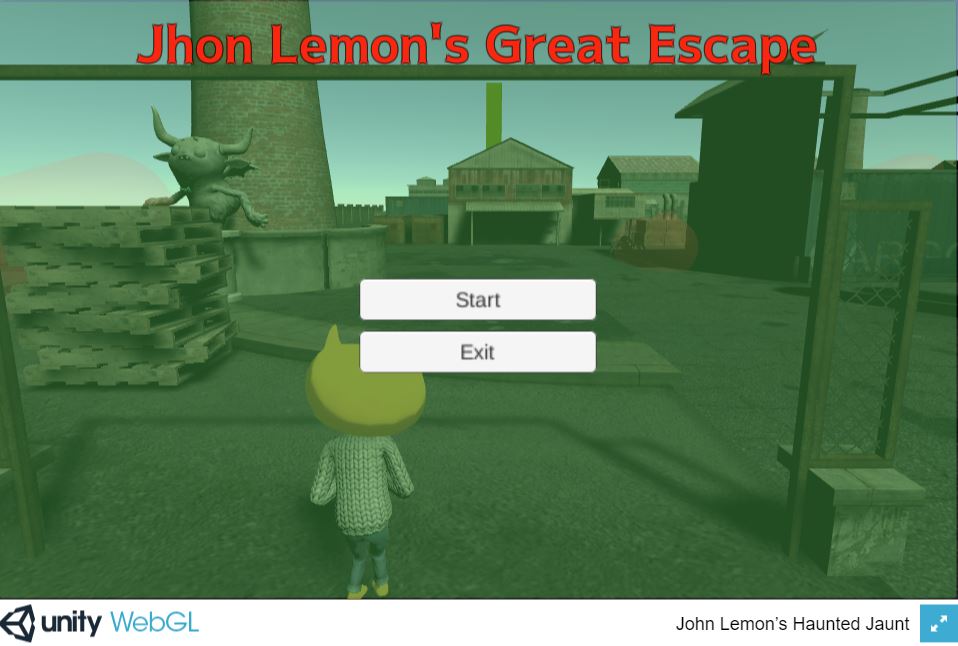 Jhon Lemon's Great Escape
Start
Exit
unity WebGL
John Lemon's Haunted Jaunt